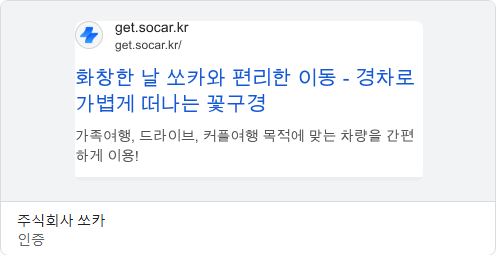 get.socar.kr
get.socar.kr/
화창한 날 쏘카와 편리한 이동 - 경차로
가볍게 떠나는 꽃구경
가족여행, 드라이브, 커플여행 목적에 맞는 차량을 간편
하게 이용!
주식회사 쏘카
인증